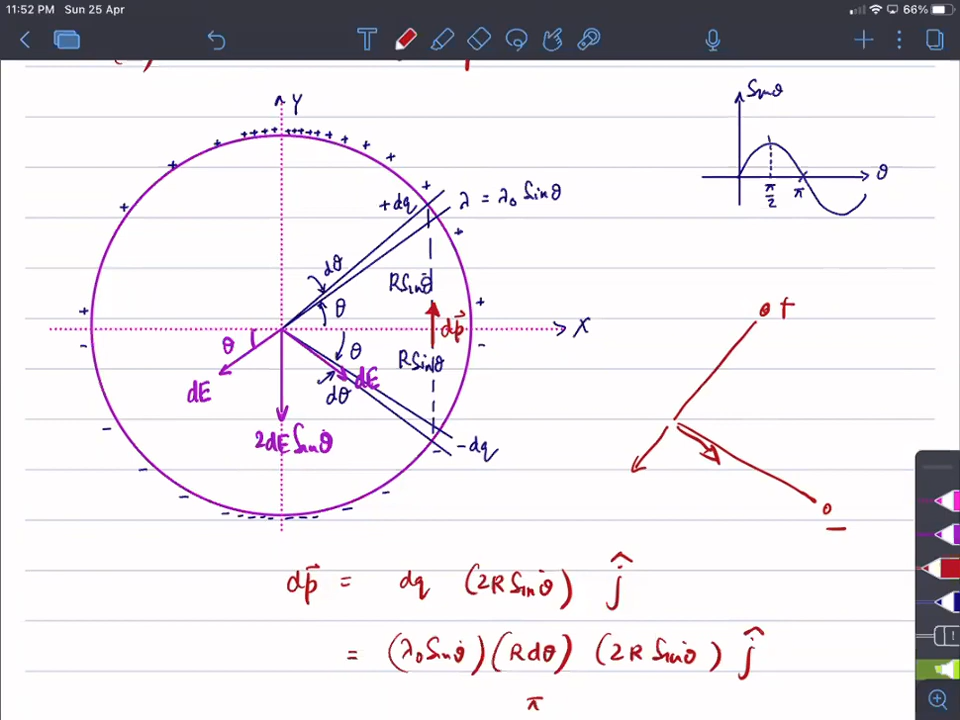 11:52 PM Sun 25 Apr
66%
T
Y
Sinθ
θ
π/2
π
+dq
λ = λ₀ Sinθ
dθ
RSinθ
θ
X
dp⃗
θ
θ
RSinθ
dE
dE
dθ
2dE Sinθ
-dq
+
−
dp⃗ = dq (2R Sinθ) ĵ
= (λ₀ Sinθ) (R dθ) (2R Sinθ) ĵ
π